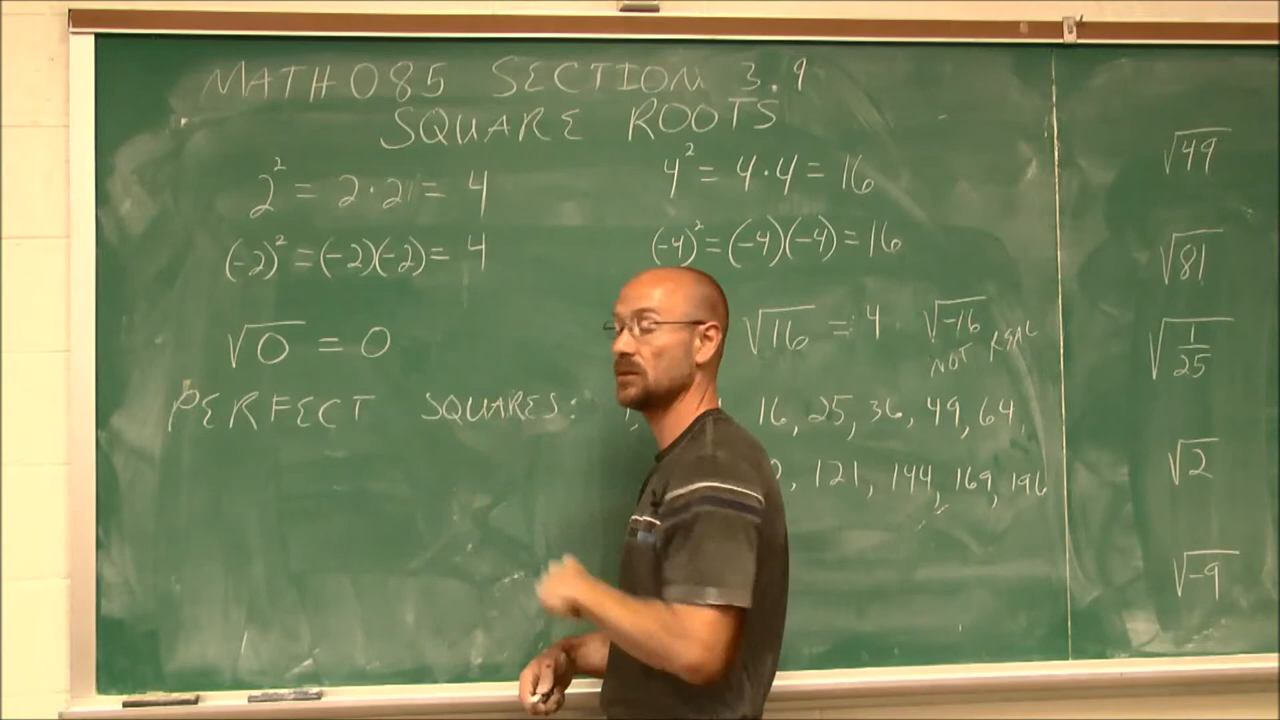 MATH 085 SECTION 3.9
SQUARE ROOTS
2² = 2·2 = 4
4² = 4·4 = 16
(-2)² = (-2)(-2) = 4
(-4)² = (-4)(-4) = 16
√0 = 0
√16 = 4
√-16
NOT REAL
PERFECT SQUARES: 1, 16, 25, 36, 49, 64,
, 121, 144, 169, 196
√49
√81
√(1/25)
√2
√-9